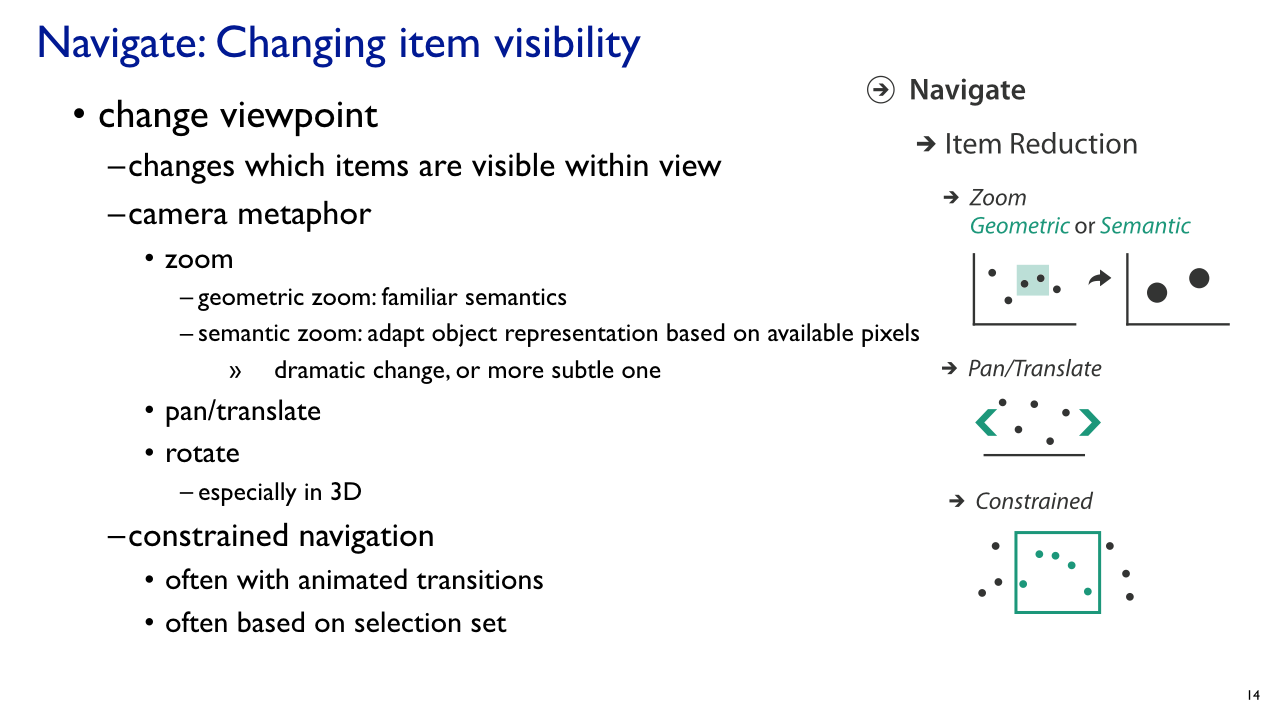 Navigate: Changing item visibility
• change viewpoint
–changes which items are visible within view
–camera metaphor
• zoom
– geometric zoom: familiar semantics
– semantic zoom: adapt object representation based on available pixels
» dramatic change, or more subtle one
• pan/translate
• rotate
– especially in 3D
–constrained navigation
• often with animated transitions
• often based on selection set
Navigate
Item Reduction
Zoom
Geometric or Semantic
Pan/Translate
Constrained
14